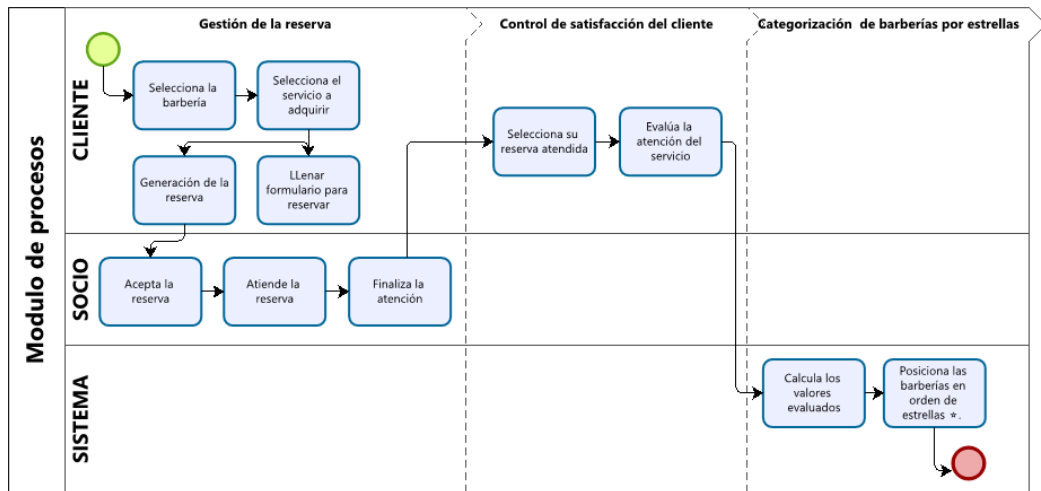 Gestión de la reserva
Control de satisfacción del cliente
Categorización de barberías por estrellas
Modulo de procesos
CLIENTE
Selecciona la
barbería
Selecciona el
servicio a
adquirir
Generación de la
reserva
LLenar
formulario para
reservar
Selecciona su
reserva atendida
Evalúa la
atención del
servicio
SOCIO
Acepta la
reserva
Atiende la
reserva
Finaliza la
atención
SISTEMA
Calcula los
valores
evaluados
Posiciona las
barberías en
orden de
estrellas ⭐.